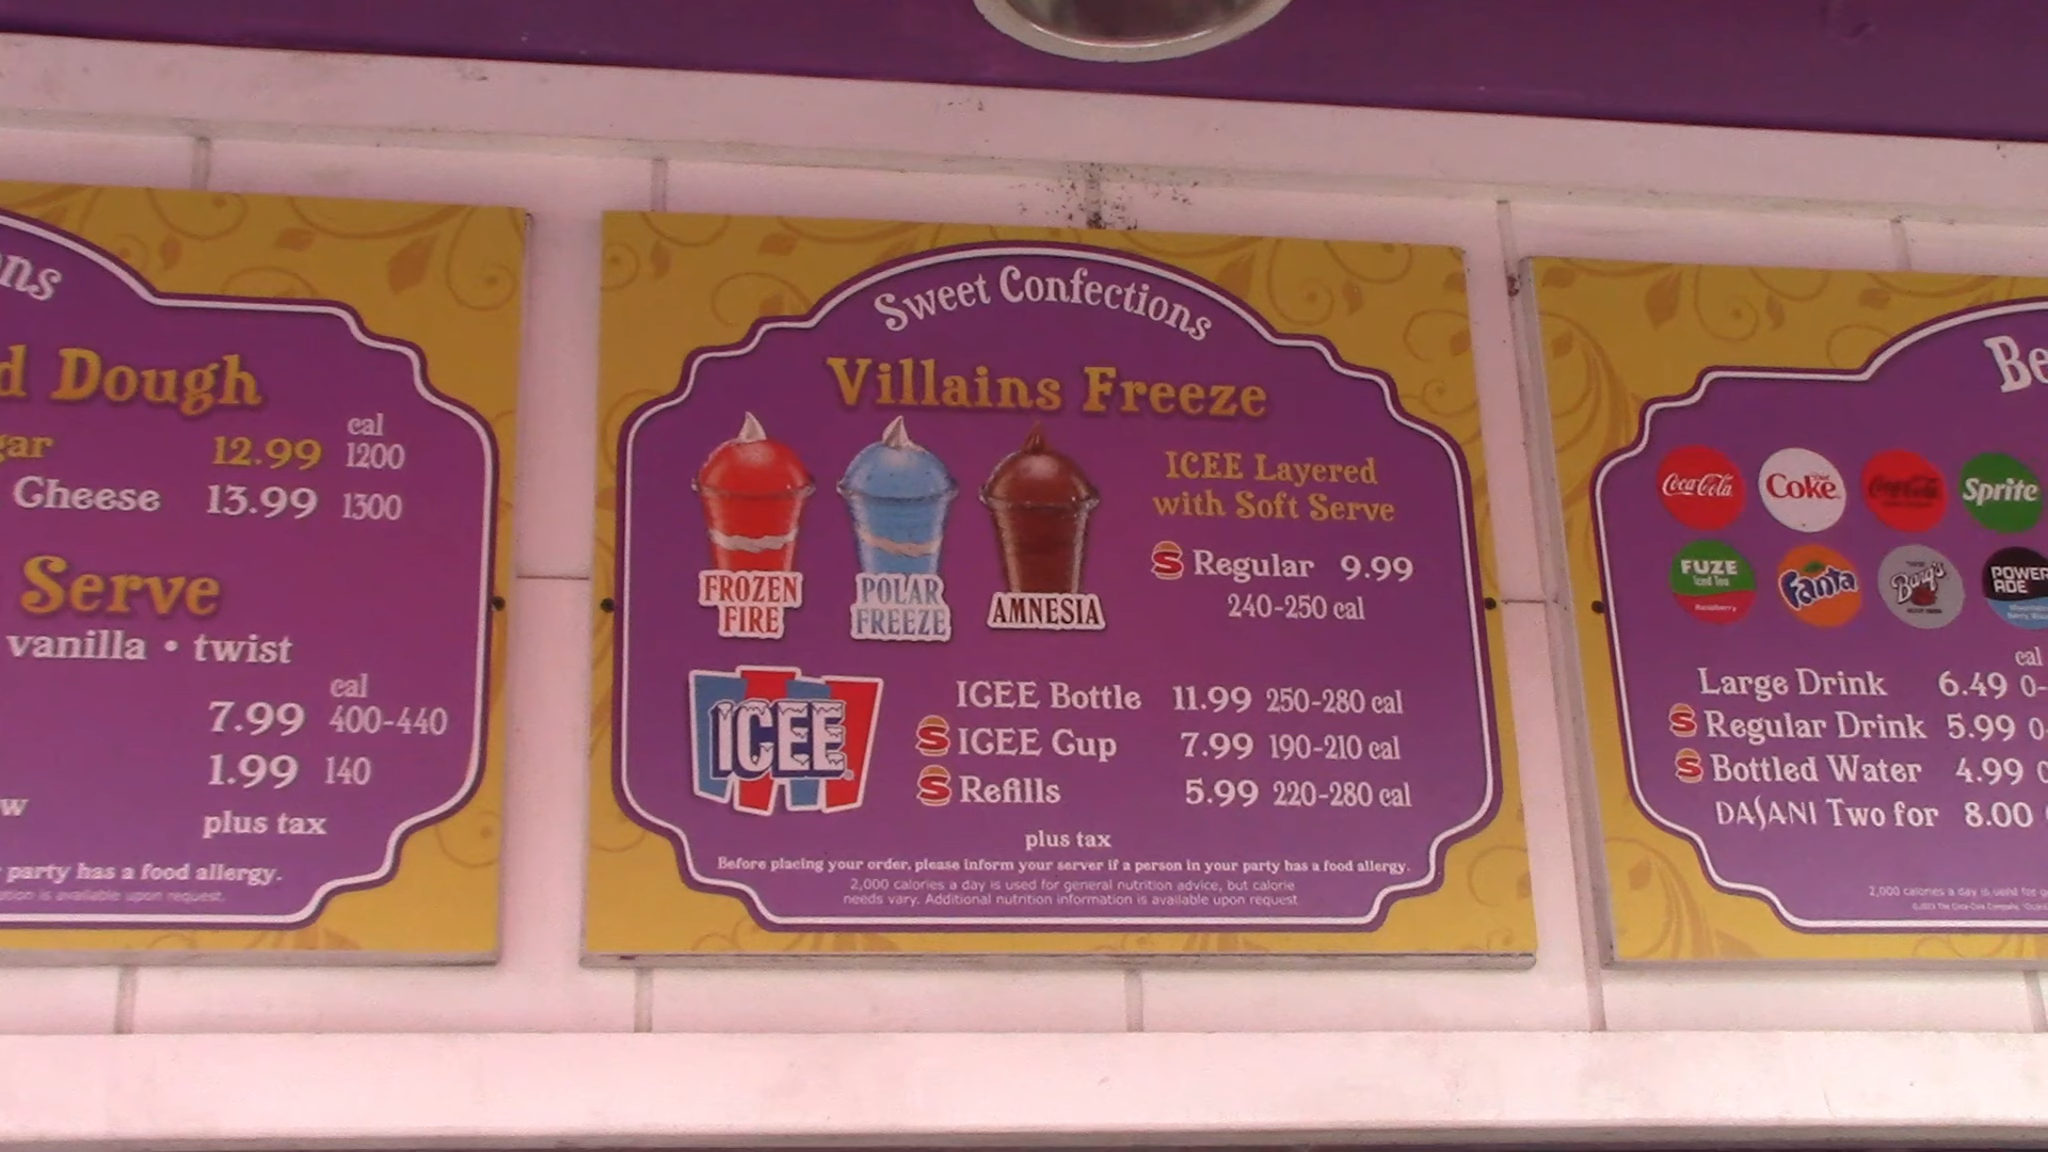 Dough
12.99 cal 1200
Cheese 13.99 1300
Serve
vanilla • twist
cal
7.99 400-440
1.99 140
plus tax
party has a food allergy.
is available upon request.
Sweet Confections
Villains Freeze
ICEE Layered
with Soft Serve
S Regular 9.99
240-250 cal
FROZEN
FIRE
POLAR
FREEZE
AMNESIA
ICEE
ICEE Bottle 11.99 250-280 cal
S ICEE Cup 7.99 190-210 cal
S Refills 5.99 220-280 cal
plus tax
Before placing your order, please inform your server if a person in your party has a food allergy.
2,000 calories a day is used for general nutrition advice, but calorie
needs vary. Additional nutrition information is available upon request
Coca-Cola Diet Coke Coca-Cola Sprite
FUZE Iced Tea Raspberry Fanta Barq's POWERADE
cal
Large Drink 6.49 0-
S Regular Drink 5.99 0-
S Bottled Water 4.99
DASANI Two for 8.00
2,000 calories a day is used for